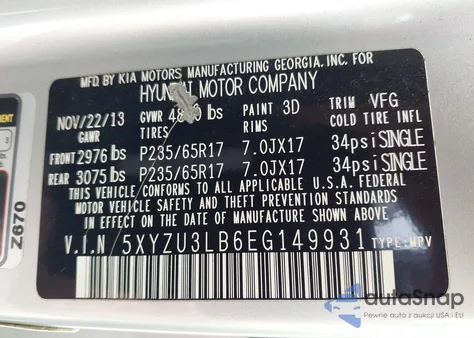 MFD. BY KIA MOTORS MANUFACTURING GEORGIA, INC. FOR
HYUNDAI MOTOR COMPANY
NOV/22/13 GVWR lbs PAINT 3D TRIM VFG
GAWR TIRES RIMS COLD TIRE INFL
FRONT 2976 lbs P235/65R17 7.0JX17 34psi SINGLE
REAR 3075 lbs P235/65R17 7.0JX17 34psi SINGLE
THIS VEHICLE CONFORMS TO ALL APPLICABLE U.S.A. FEDERAL
MOTOR VEHICLE SAFETY, BUMPER, AND THEFT PREVENTION
STANDARDS IN EFFECT ON THE DATE OF MANUFACTURE SHOWN ABOVE.
V.I.N/ 5XYZU3LB6EG149931 TYPE:MPV
Z670
autaSnap
Pewne auta z aukcji USA i EU